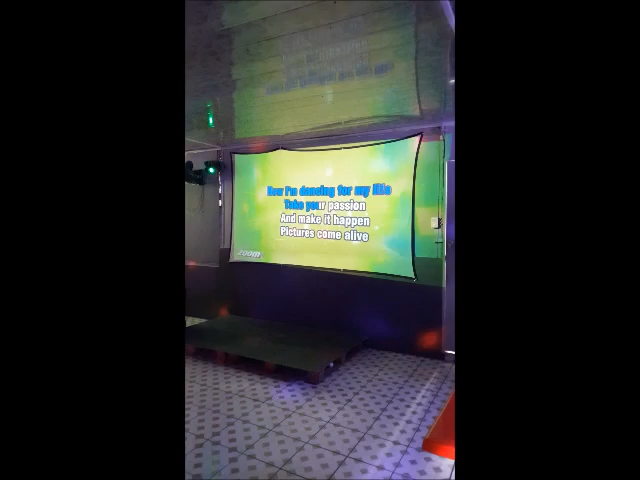 Now I'm dancing for my life
Take your passion
And make it happen
Pictures come alive
zoom